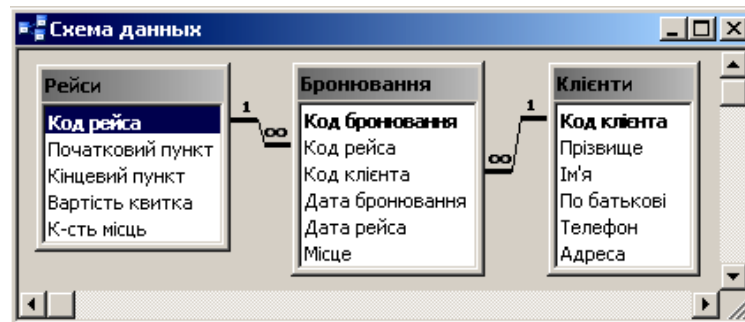 Схема данных
Рейси
Код рейса
Початковий пункт
Кінцевий пункт
Вартість квитка
К-сть місць
1
∞
Бронювання
Код бронювання
Код рейса
Код клієнта
Дата бронювання
Дата рейса
Місце
∞
1
Клієнти
Код клієнта
Прізвище
Ім'я
По батькові
Телефон
Адреса